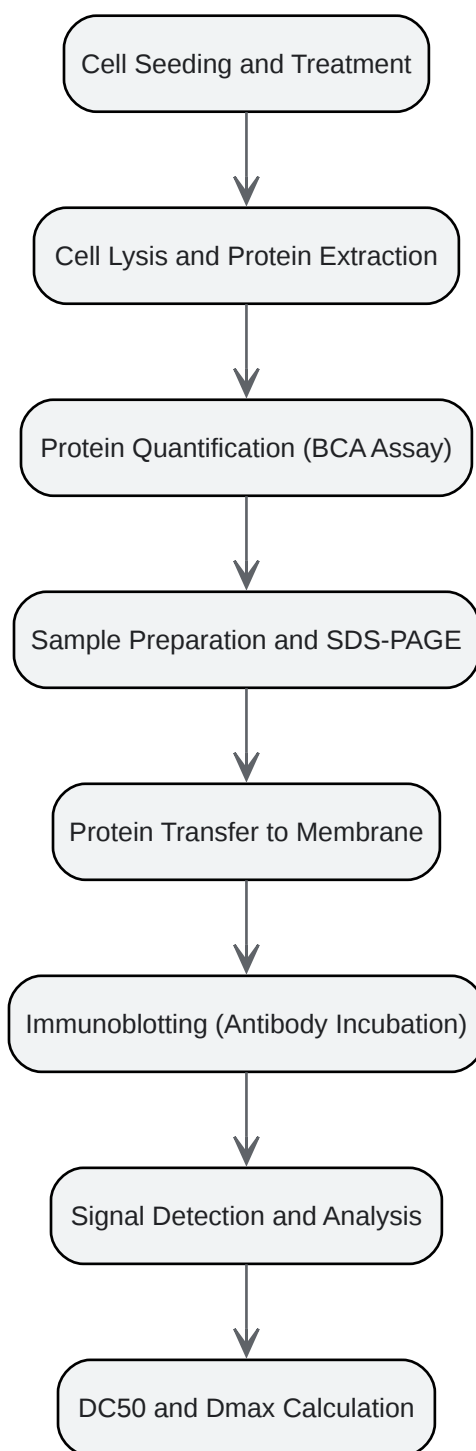 Cell Seeding and Treatment
Cell Lysis and Protein Extraction
Protein Quantification (BCA Assay)
Sample Preparation and SDS-PAGE
Protein Transfer to Membrane
Immunoblotting (Antibody Incubation)
Signal Detection and Analysis
DC50 and Dmax Calculation